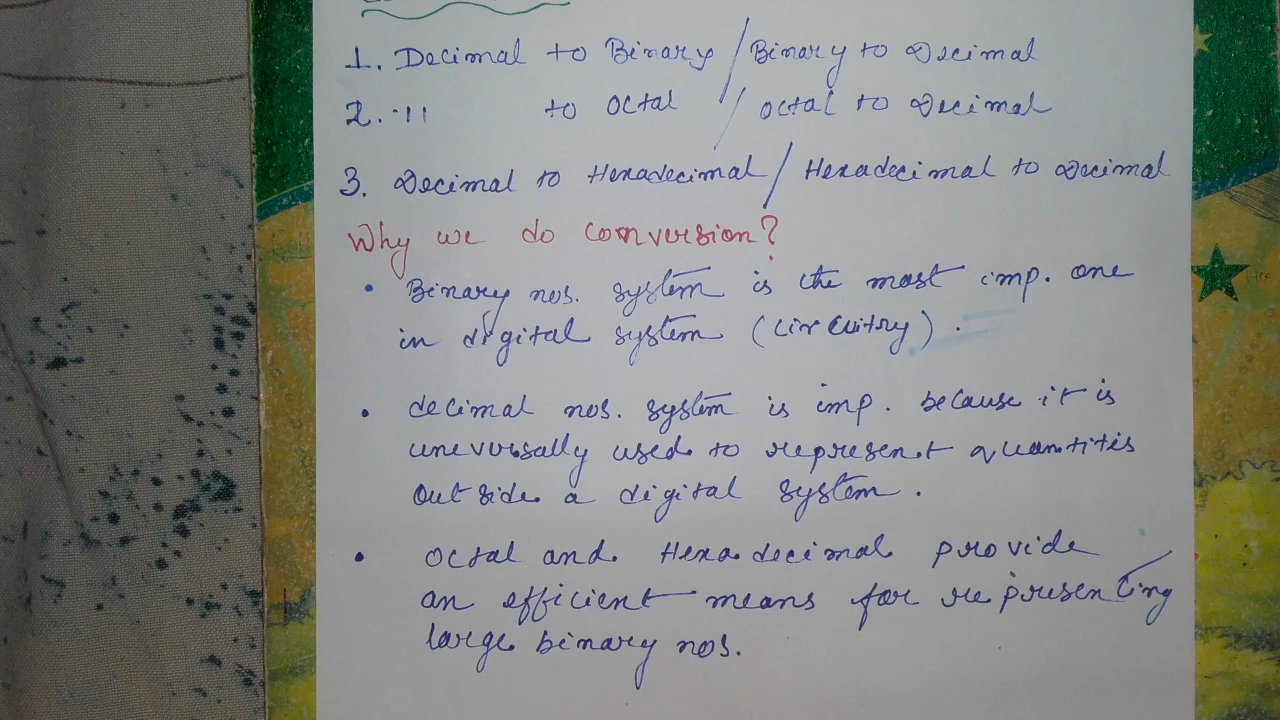 1. Decimal to Binary / Binary to Decimal
2. -11 to Octal / Octal to Decimal
3. Decimal to Hexadecimal / Hexadecimal to Decimal
Why we do conversion?
• Binary nos. system is the most imp. one
in digital system (circuitry).
• decimal nos. system is imp. because it is
uneversally used to represent quantities
outside a digital system.
• Octal and Hexadecimal provide
an efficient means for representing
large binary nos.